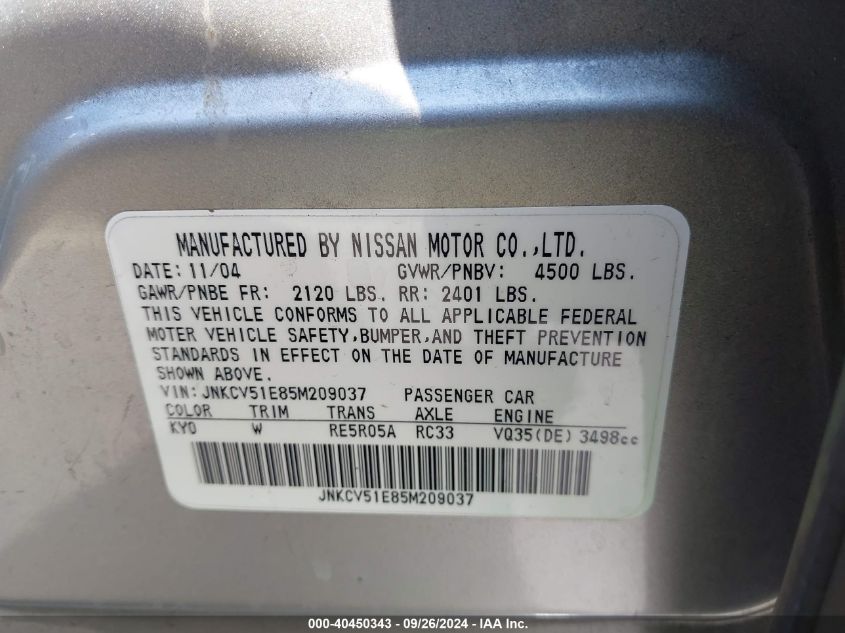 MANUFACTURED BY NISSAN MOTOR CO.,LTD.
DATE: 11/04 GVWR/PNBV: 4500 LBS.
GAWR/PNBE FR: 2120 LBS. RR: 2401 LBS.
THIS VEHICLE CONFORMS TO ALL APPLICABLE FEDERAL
MOTER VEHICLE SAFETY,BUMPER,AND THEFT PREVENTION
STANDARDS IN EFFECT ON THE DATE OF MANUFACTURE
SHOWN ABOVE.
VIN: JNKCV51E85M209037 PASSENGER CAR
COLOR TRIM TRANS AXLE ENGINE
KY0 W RE5R05A RC33 VQ35(DE) 3498cc
JNKCV51E85M209037
000-40450343 - 09/26/2024 - IAA Inc.